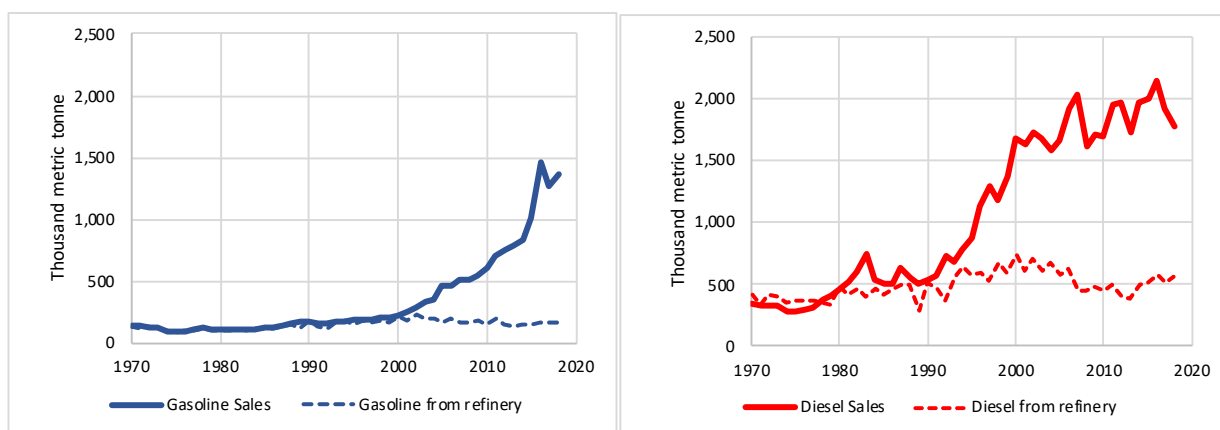 Thousand metric tonne
2,500
2,000
1,500
1,000
500
0
1970 1980 1990 2000 2010 2020
Gasoline Sales Gasoline from refinery
Thousand metric tonne
2,500
2,000
1,500
1,000
500
0
1970 1980 1990 2000 2010 2020
Diesel Sales Diesel from refinery